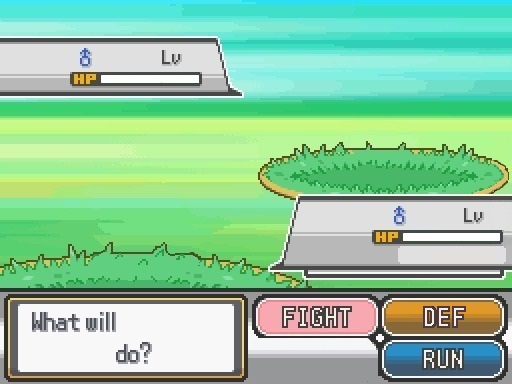 ♂ Lv
HP
♂ Lv
HP
What will
do?
FIGHT
DEF
RUN